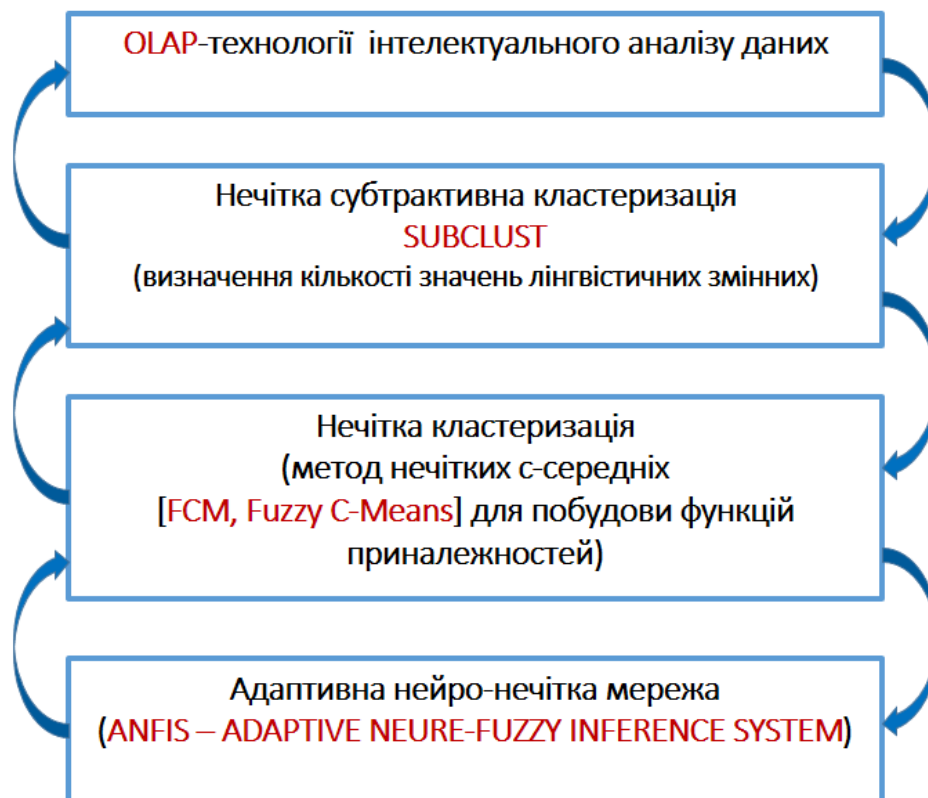 OLAP-технології інтелектуального аналізу даних
Нечітка субтрактивна кластеризація
SUBCLUST
(визначення кількості значень лінгвістичних змінних)
Нечітка кластеризація
(метод нечітких c-середніх
[FCM, Fuzzy C-Means] для побудови функцій
приналежностей)
Адаптивна нейро-нечітка мережа
(ANFIS – ADAPTIVE NEURE-FUZZY INFERENCE SYSTEM)